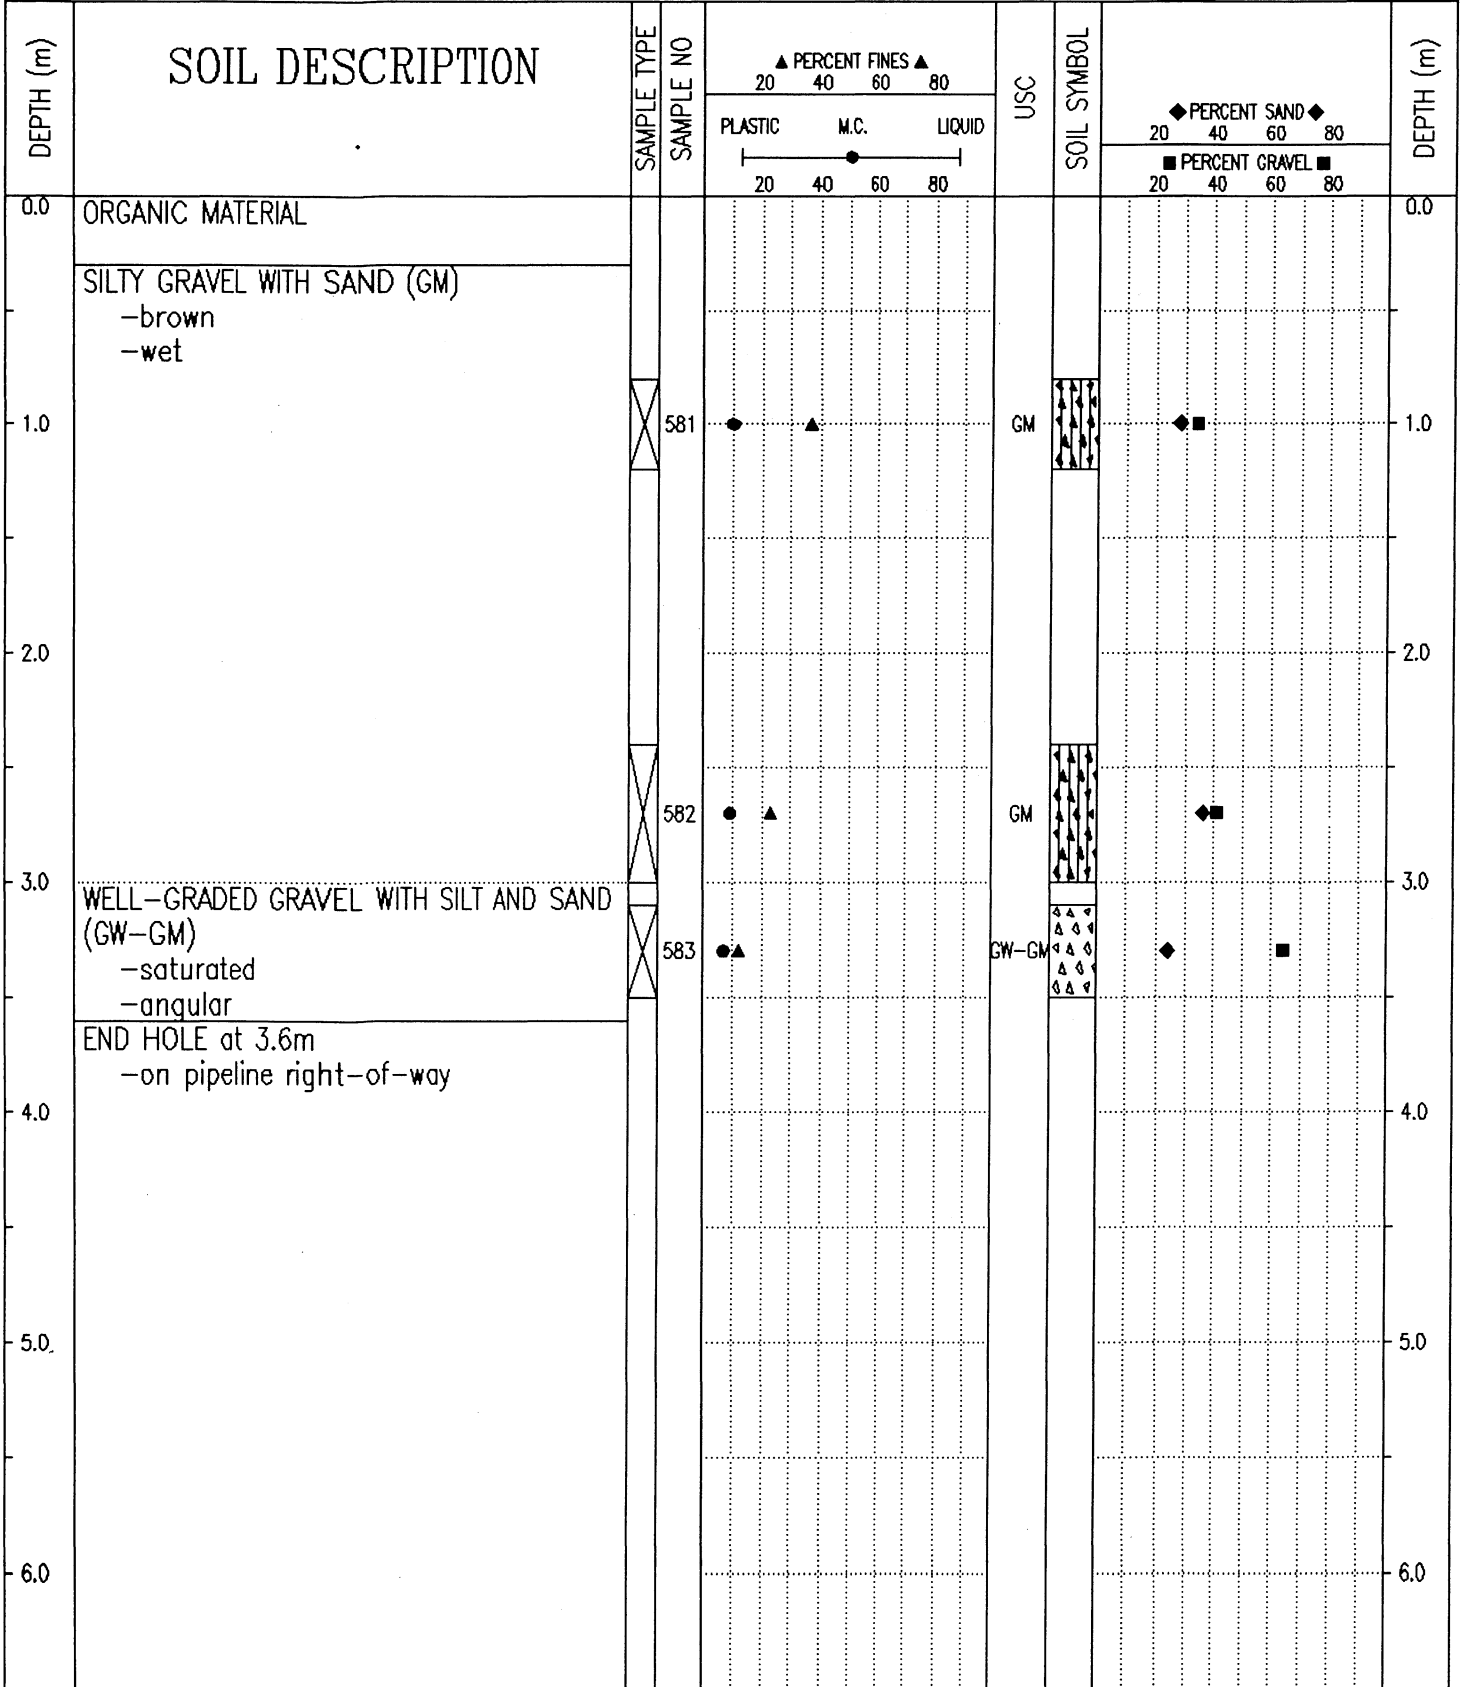 DEPTH (m)
SOIL DESCRIPTION
SAMPLE TYPE
SAMPLE NO
▲ PERCENT FINES ▲
20 40 60 80
PLASTIC M.C. LIQUID
20 40 60 80
USC
SOIL SYMBOL
◆ PERCENT SAND ◆
20 40 60 80
■ PERCENT GRAVEL ■
20 40 60 80
DEPTH (m)
0.0 ORGANIC MATERIAL 0.0
SILTY GRAVEL WITH SAND (GM)
-brown
-wet
1.0 581 GM 1.0
2.0 2.0
582 GM
3.0 3.0
WELL-GRADED GRAVEL WITH SILT AND SAND
(GW-GM)
583 GW-GM
-saturated
-angular
END HOLE at 3.6m
-on pipeline right-of-way
4.0 4.0
5.0 5.0
6.0 6.0